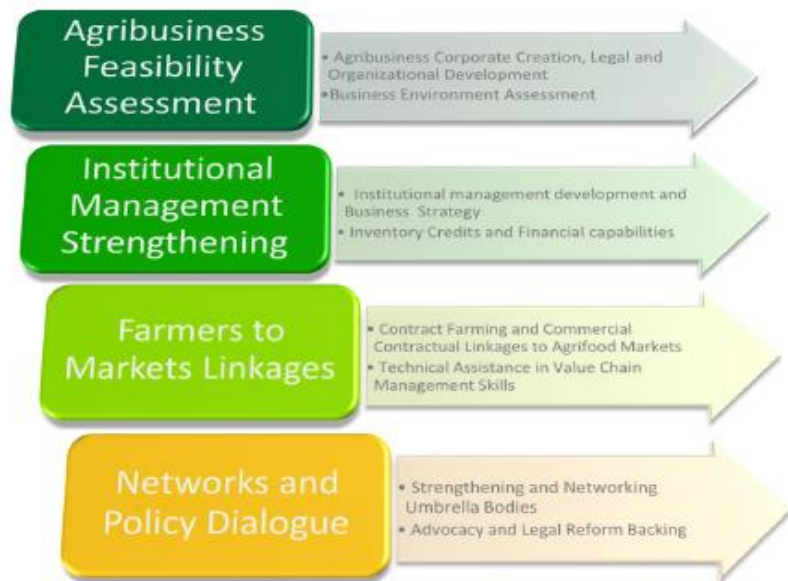 Agribusiness
Feasibility
Assessment
• Agribusiness Corporate Creation, Legal and
Organizational Development
•Business Environment Assessment
Institutional
Management
Strengthening
• Institutional management development and
Business Strategy
• Inventory Credits and Financial capabilities
Farmers to
Markets Linkages
• Contract Farming and Commercial
Contractual Linkages to Agrifood Markets
• Technical Assistance in Value Chain
Management Skills
Networks and
Policy Dialogue
• Strengthening and Networking
Umbrella Bodies
• Advocacy and Legal Reform Backing